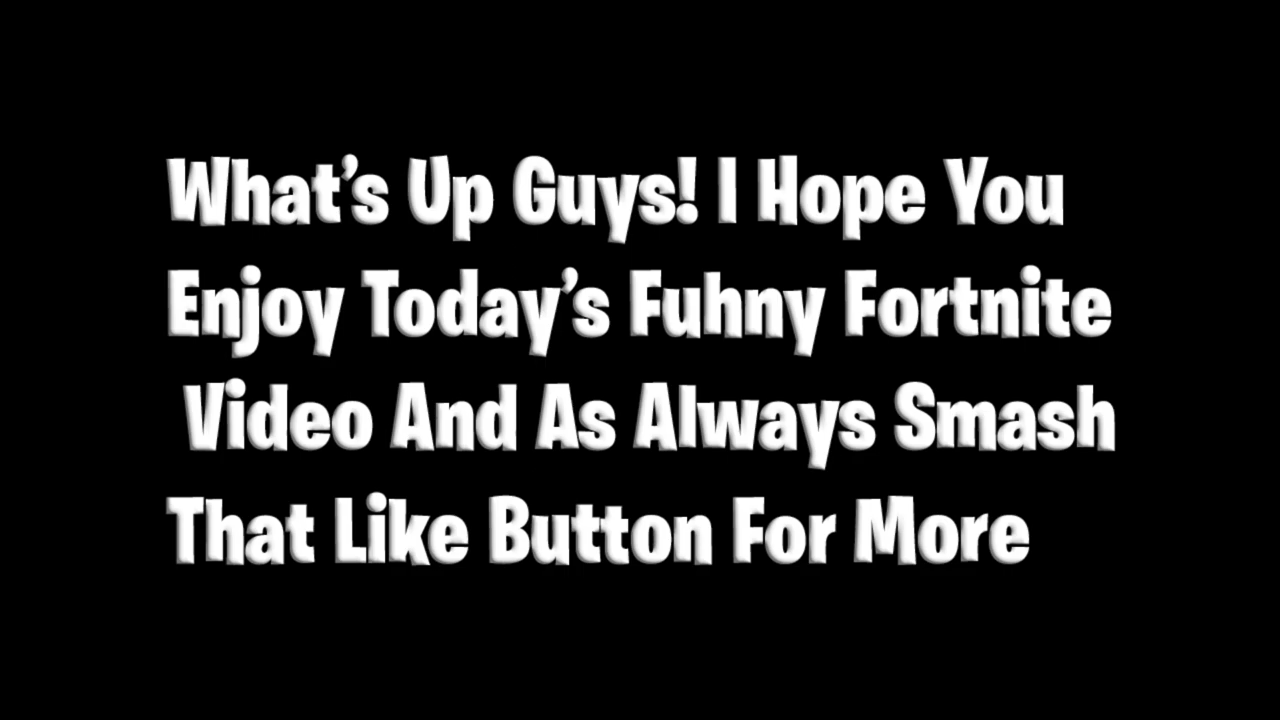 What's Up Guys! I Hope You
Enjoy Today's Fuhny Fortnite
Video And As Always Smash
That Like Button For More